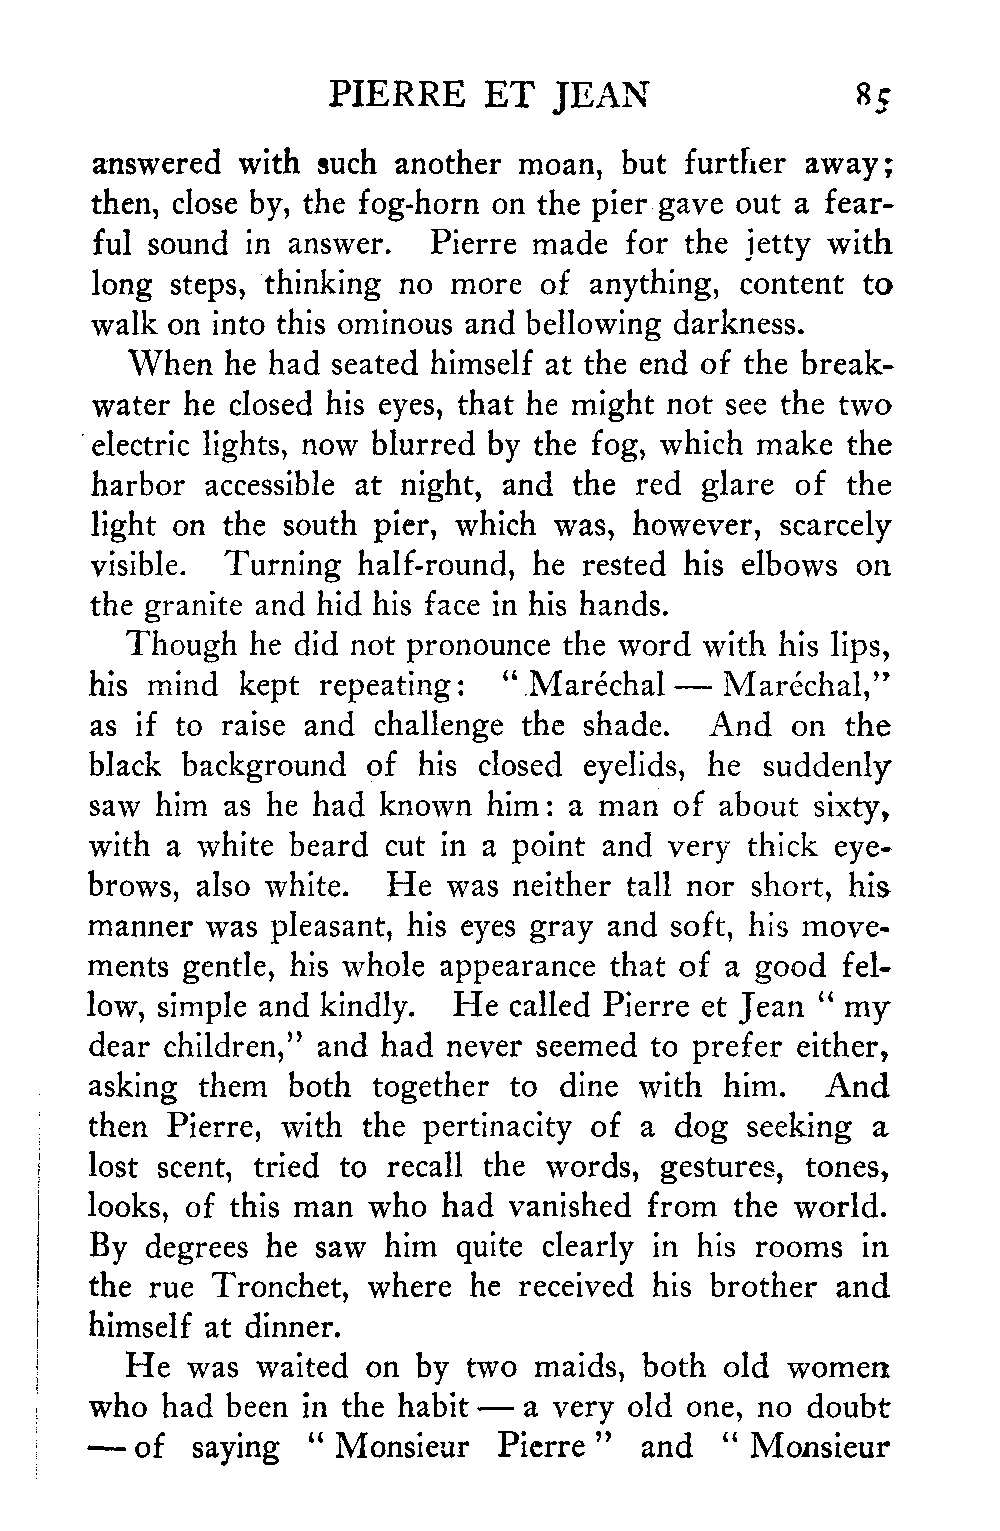 PIERRE ET JEAN 85
answered with such another moan, but further away;
then, close by, the fog-horn on the pier gave out a fear-
ful sound in answer. Pierre made for the jetty with
long steps, thinking no more of anything, content to
walk on into this ominous and bellowing darkness.
When he had seated himself at the end of the break-
water he closed his eyes, that he might not see the two
electric lights, now blurred by the fog, which make the
harbor accessible at night, and the red glare of the
light on the south pier, which was, however, scarcely
visible. Turning half-round, he rested his elbows on
the granite and hid his face in his hands.
Though he did not pronounce the word with his lips,
his mind kept repeating: “Maréchal — Maréchal,”
as if to raise and challenge the shade. And on the
black background of his closed eyelids, he suddenly
saw him as he had known him: a man of about sixty,
with a white beard cut in a point and very thick eye-
brows, also white. He was neither tall nor short, his
manner was pleasant, his eyes gray and soft, his move-
ments gentle, his whole appearance that of a good fel-
low, simple and kindly. He called Pierre et Jean “ my
dear children,” and had never seemed to prefer either,
asking them both together to dine with him. And
then Pierre, with the pertinacity of a dog seeking a
lost scent, tried to recall the words, gestures, tones,
looks, of this man who had vanished from the world.
By degrees he saw him quite clearly in his rooms in
the rue Tronchet, where he received his brother and
himself at dinner.
He was waited on by two maids, both old women
who had been in the habit — a very old one, no doubt
— of saying “ Monsieur Pierre ” and “ Monsieur